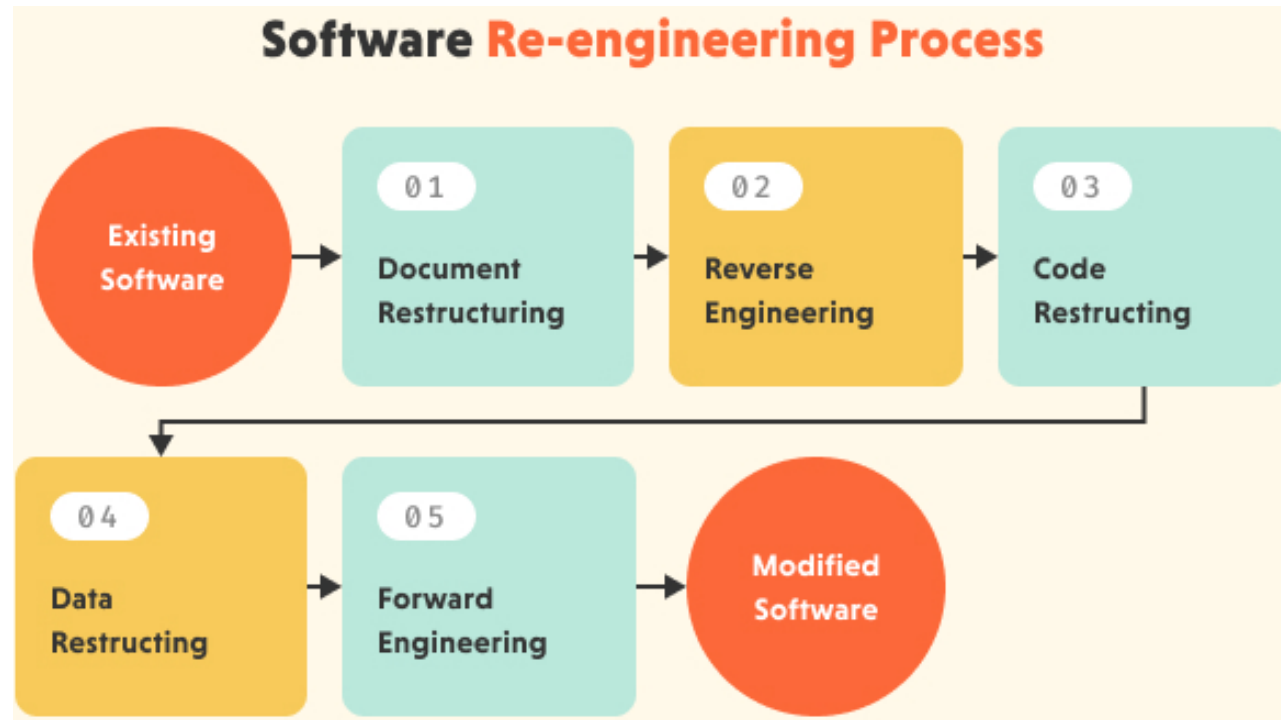 Software Re-engineering Process
Existing
Software
01
Document
Restructuring
02
Reverse
Engineering
03
Code
Restructing
04
Data
Restructing
05
Forward
Engineering
Modified
Software